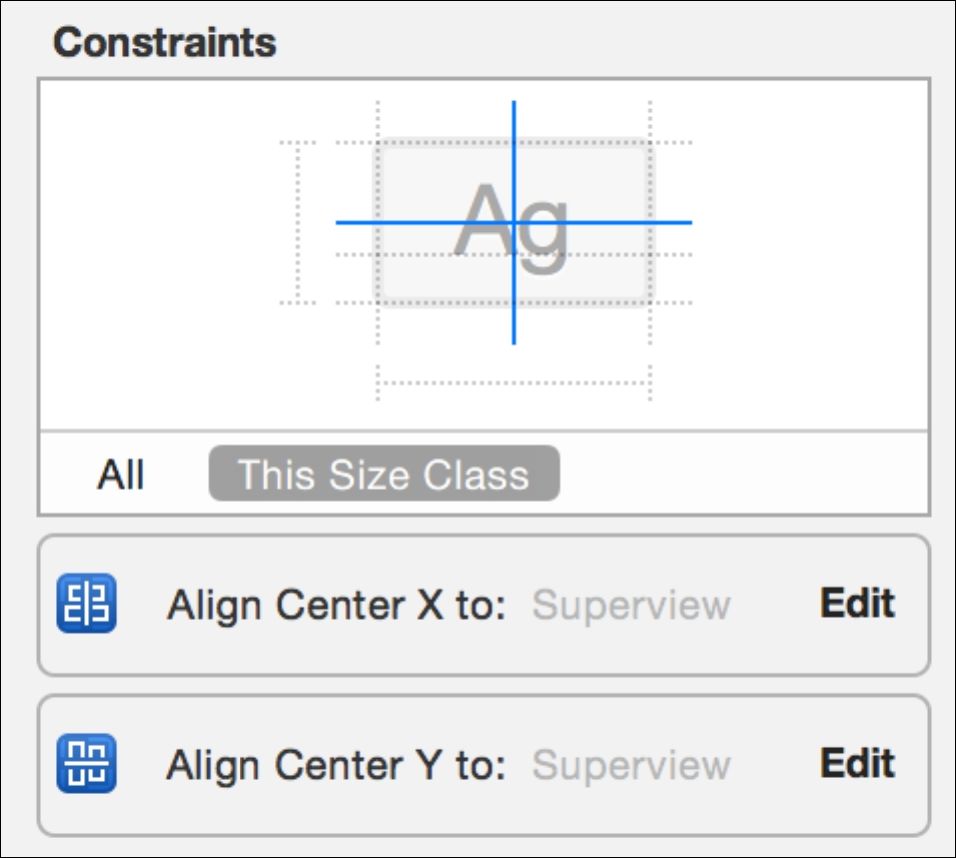 Constraints
Ag
All This Size Class
Align Center X to: Superview Edit
Align Center Y to: Superview Edit